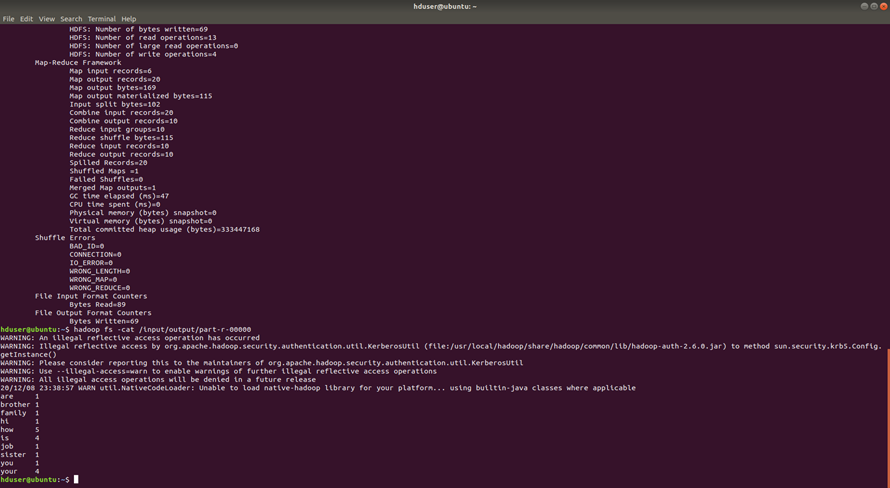 hduser@ubuntu: ~
File Edit View Search Terminal Help
HDFS: Number of bytes written=69
HDFS: Number of read operations=13
HDFS: Number of large read operations=0
HDFS: Number of write operations=4
Map-Reduce Framework
Map input records=6
Map output records=20
Map output bytes=169
Map output materialized bytes=115
Input split bytes=102
Combine input records=20
Combine output records=10
Reduce input groups=10
Reduce shuffle bytes=115
Reduce input records=10
Reduce output records=10
Spilled Records=20
Shuffled Maps =1
Failed Shuffles=0
Merged Map outputs=1
GC time elapsed (ms)=47
CPU time spent (ms)=0
Physical memory (bytes) snapshot=0
Virtual memory (bytes) snapshot=0
Total committed heap usage (bytes)=333447168
Shuffle Errors
BAD_ID=0
CONNECTION=0
IO_ERROR=0
WRONG_LENGTH=0
WRONG_MAP=0
WRONG_REDUCE=0
File Input Format Counters
Bytes Read=89
File Output Format Counters
Bytes Written=69
hduser@ubuntu:~$ hadoop fs -cat /input/output/part-r-00000
WARNING: An illegal reflective access operation has occurred
WARNING: Illegal reflective access by org.apache.hadoop.security.authentication.util.KerberosUtil (file:/usr/local/hadoop/share/hadoop/common/lib/hadoop-auth-2.6.0.jar) to method sun.security.krb5.Config.
getInstance()
WARNING: Please consider reporting this to the maintainers of org.apache.hadoop.security.authentication.util.KerberosUtil
WARNING: Use --illegal-access=warn to enable warnings of further illegal reflective access operations
WARNING: All illegal access operations will be denied in a future release
20/12/08 23:38:57 WARN util.NativeCodeLoader: Unable to load native-hadoop library for your platform... using builtin-java classes where applicable
are 1
brother 1
family 1
hi 1
how 5
is 4
job 1
sister 1
you 1
your 4
hduser@ubuntu:~$